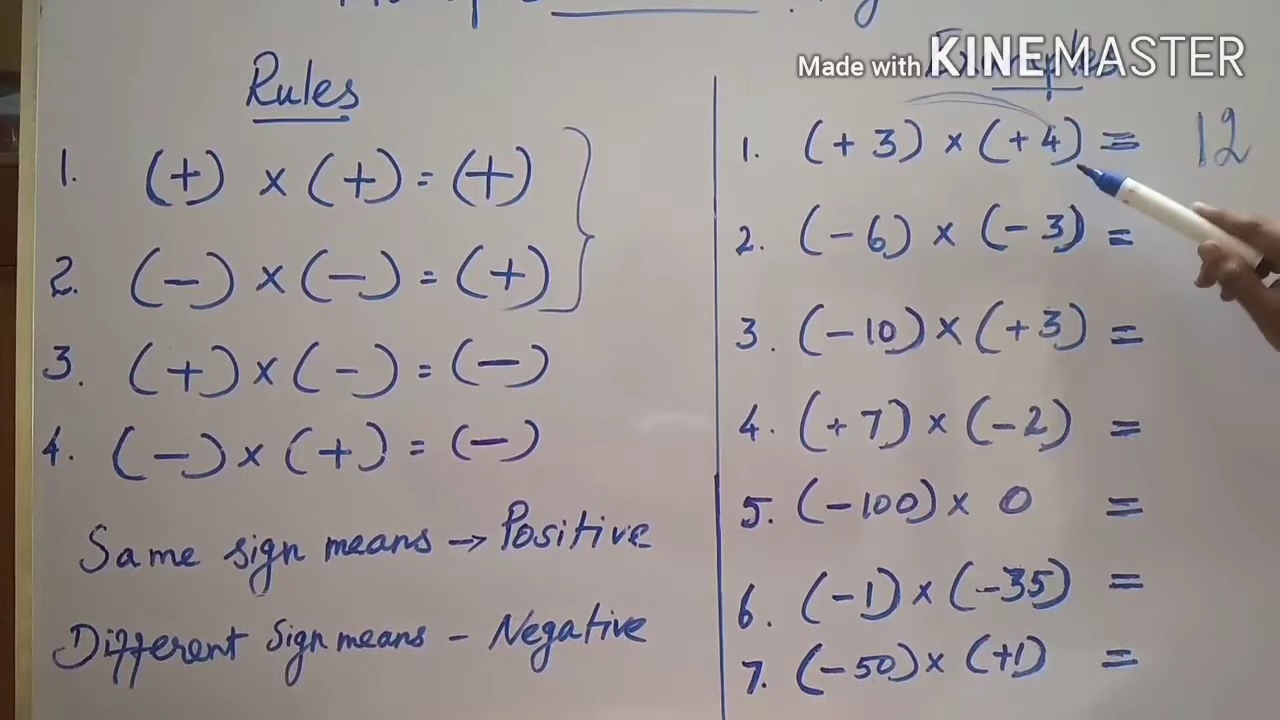 Rules
1. (+) × (+) = (+)
2. (-) × (-) = (+)
3. (+) × (-) = (-)
4. (-) × (+) = (-)
Same sign means → Positive
Different sign means - Negative
Made with KINEMASTER
Examples
1. (+3) × (+4) = 12
2. (-6) × (-3) =
3. (-10) × (+3) =
4. (+7) × (-2) =
5. (-100) × 0 =
6. (-1) × (-35) =
7. (-50) × (+1) =